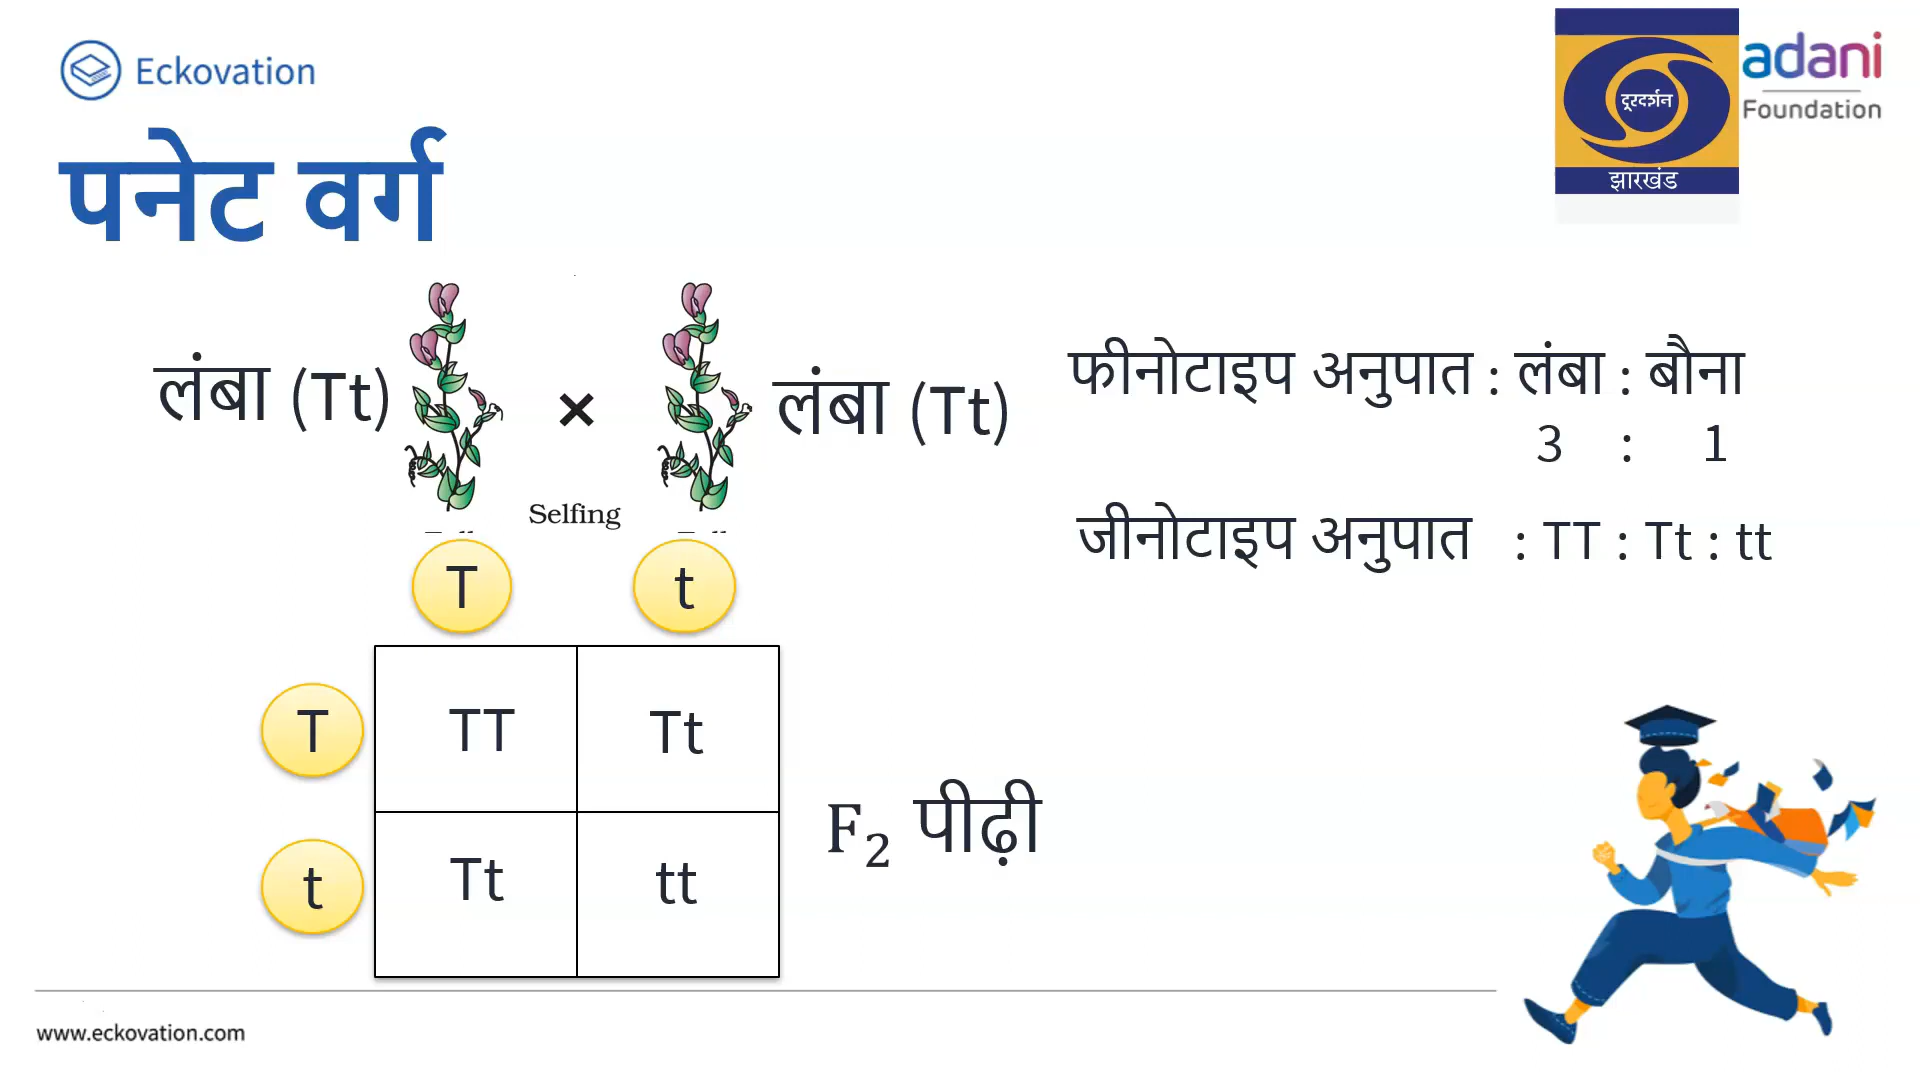 Eckovation
दूरदर्शन
झारखंड
adani
Foundation
पनेट वर्ग
लंबा (Tt)
×
लंबा (Tt)
Selfing
फीनोटाइप अनुपात : लंबा : बौना
3 : 1
जीनोटाइप अनुपात : TT : Tt : tt
T t
T TT Tt
t Tt tt
F₂ पीढ़ी
www.eckovation.com